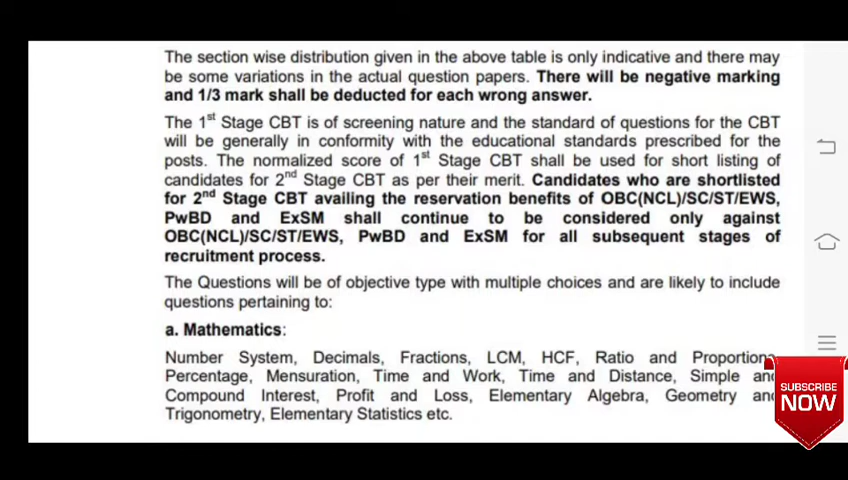 The section wise distribution given in the above table is only indicative and there may
be some variations in the actual question papers. There will be negative marking
and 1/3 mark shall be deducted for each wrong answer.
The 1st Stage CBT is of screening nature and the standard of questions for the CBT
will be generally in conformity with the educational standards prescribed for the
posts. The normalized score of 1st Stage CBT shall be used for short listing of
candidates for 2nd Stage CBT as per their merit. Candidates who are shortlisted
for 2nd Stage CBT availing the reservation benefits of OBC(NCL)/SC/ST/EWS,
PwBD and ExSM shall continue to be considered only against
OBC(NCL)/SC/ST/EWS, PwBD and ExSM for all subsequent stages of
recruitment process.
The Questions will be of objective type with multiple choices and are likely to include
questions pertaining to:
a. Mathematics:
Number System, Decimals, Fractions, LCM, HCF, Ratio and Proportions,
Percentage, Mensuration, Time and Work, Time and Distance, Simple and
Compound Interest, Profit and Loss, Elementary Algebra, Geometry and
Trigonometry, Elementary Statistics etc.
SUBSCRIBE
NOW